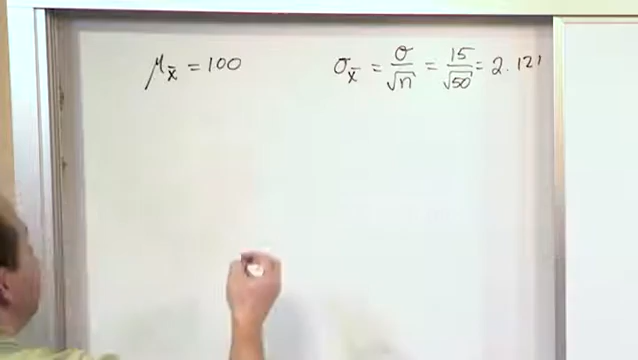 μx̄ = 100
σx̄ = σ/√n = 15/√50 = 2.121